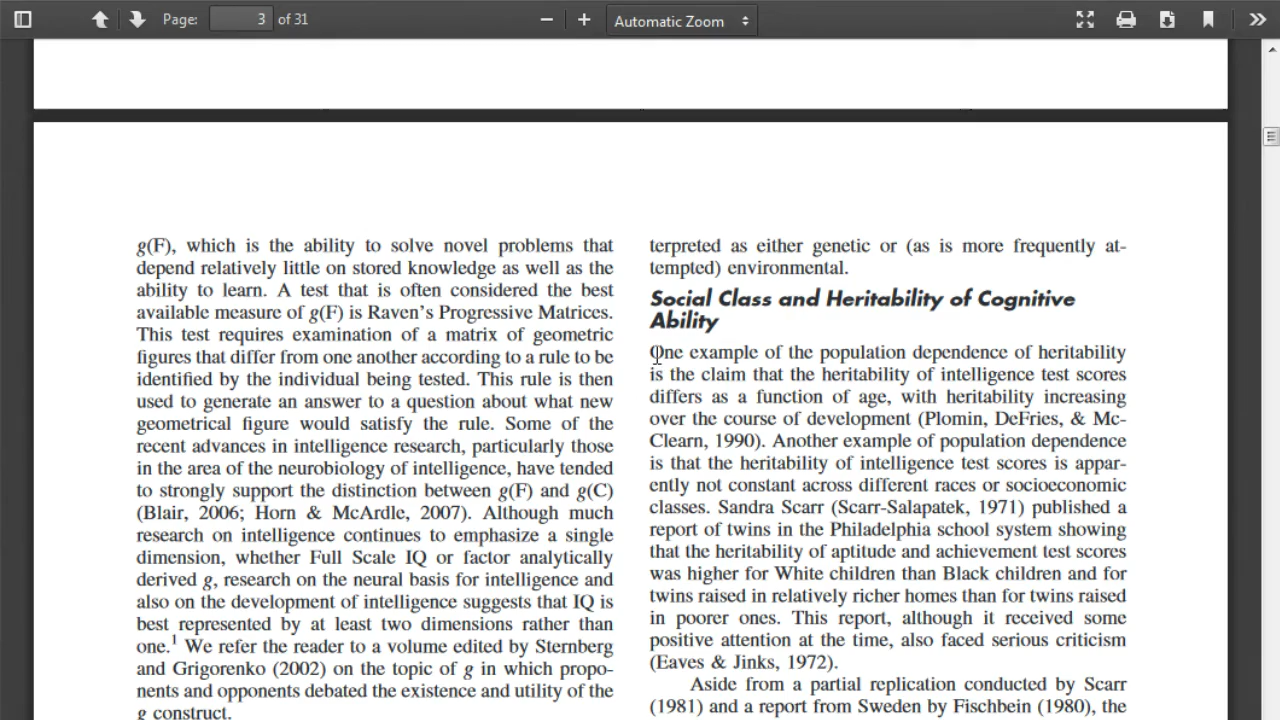 Page: 3 of 31
Automatic Zoom
g(F), which is the ability to solve novel problems that
depend relatively little on stored knowledge as well as the
ability to learn. A test that is often considered the best
available measure of g(F) is Raven's Progressive Matrices.
This test requires examination of a matrix of geometric
figures that differ from one another according to a rule to be
identified by the individual being tested. This rule is then
used to generate an answer to a question about what new
geometrical figure would satisfy the rule. Some of the
recent advances in intelligence research, particularly those
in the area of the neurobiology of intelligence, have tended
to strongly support the distinction between g(F) and g(C)
(Blair, 2006; Horn & McArdle, 2007). Although much
research on intelligence continues to emphasize a single
dimension, whether Full Scale IQ or factor analytically
derived g, research on the neural basis for intelligence and
also on the development of intelligence suggests that IQ is
best represented by at least two dimensions rather than
one.1 We refer the reader to a volume edited by Sternberg
and Grigorenko (2002) on the topic of g in which propo-
nents and opponents debated the existence and utility of the
g construct.
terpreted as either genetic or (as is more frequently at-
tempted) environmental.
Social Class and Heritability of Cognitive
Ability
One example of the population dependence of heritability
is the claim that the heritability of intelligence test scores
differs as a function of age, with heritability increasing
over the course of development (Plomin, DeFries, & Mc-
Clearn, 1990). Another example of population dependence
is that the heritability of intelligence test scores is appar-
ently not constant across different races or socioeconomic
classes. Sandra Scarr (Scarr-Salapatek, 1971) published a
report of twins in the Philadelphia school system showing
that the heritability of aptitude and achievement test scores
was higher for White children than Black children and for
twins raised in relatively richer homes than for twins raised
in poorer ones. This report, although it received some
positive attention at the time, also faced serious criticism
(Eaves & Jinks, 1972).
Aside from a partial replication conducted by Scarr
(1981) and a report from Sweden by Fischbein (1980), the